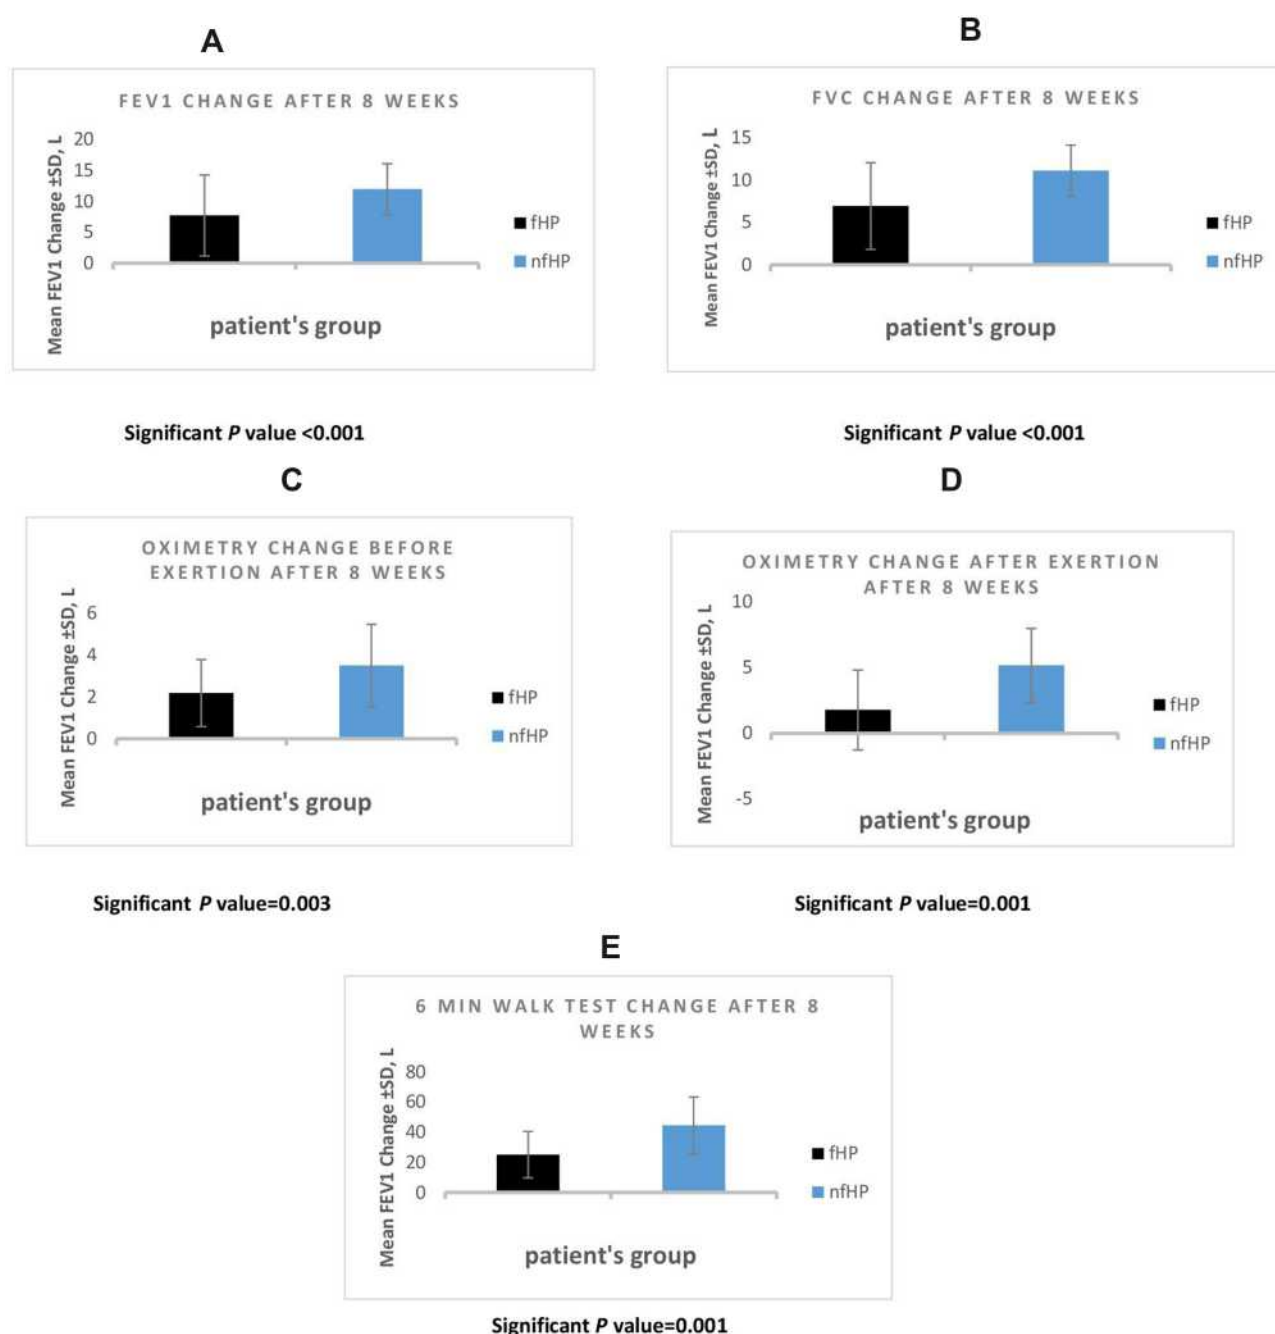 A
FEV1 CHANGE AFTER 8 WEEKS
Mean FEV1 Change ±SD, L
20
15
10
5
0
fHP
nfHP
patient's group
Significant P value <0.001
B
FVC CHANGE AFTER 8 WEEKS
Mean FEV1 Change ±SD, L
15
10
5
0
fHP
nfHP
patient's group
Significant P value <0.001
C
OXIMETRY CHANGE BEFORE
EXERTION AFTER 8 WEEKS
Mean FEV1 Change ±SD, L
6
4
2
0
fHP
nfHP
patient's group
Significant P value=0.003
D
OXIMETRY CHANGE AFTER EXERTION
AFTER 8 WEEKS
Mean FEV1 Change ±SD, L
10
5
0
-5
fHP
nfHP
patient's group
Significant P value=0.001
E
6 MIN WALK TEST CHANGE AFTER 8
WEEKS
Mean FEV1 Change ±SD, L
80
60
40
20
0
fHP
nfHP
patient's group
Significant P value=0.001